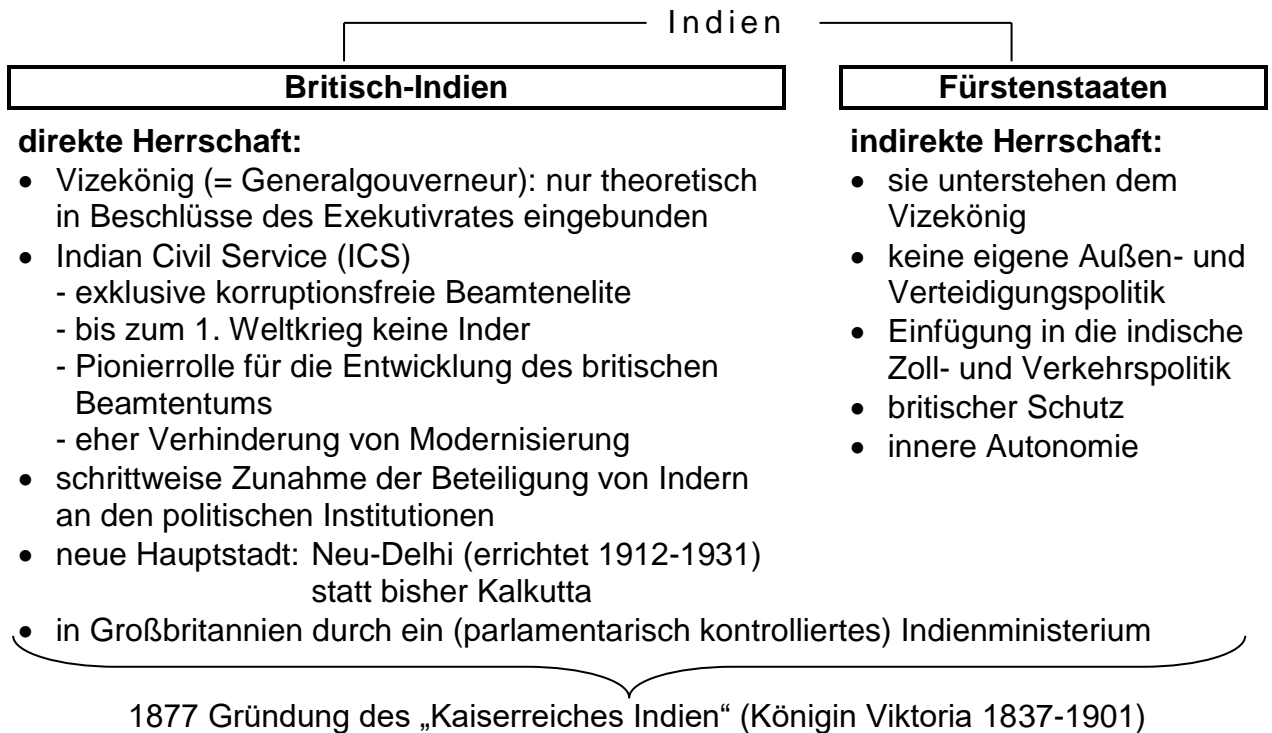 Indien
Britisch-Indien
direkte Herrschaft:
• Vizekönig (= Generalgouverneur): nur theoretisch
in Beschlüsse des Exekutivrates eingebunden
• Indian Civil Service (ICS)
- exklusive korruptionsfreie Beamtenelite
- bis zum 1. Weltkrieg keine Inder
- Pionierrolle für die Entwicklung des britischen
Beamtentums
- eher Verhinderung von Modernisierung
• schrittweise Zunahme der Beteiligung von Indern
an den politischen Institutionen
• neue Hauptstadt: Neu-Delhi (errichtet 1912-1931)
statt bisher Kalkutta
• in Großbritannien durch ein (parlamentarisch kontrolliertes) Indienministerium
Fürstenstaaten
indirekte Herrschaft:
• sie unterstehen dem
Vizekönig
• keine eigene Außen- und
Verteidigungspolitik
• Einfügung in die indische
Zoll- und Verkehrspolitik
• britischer Schutz
• innere Autonomie
1877 Gründung des „Kaiserreiches Indien“ (Königin Viktoria 1837-1901)